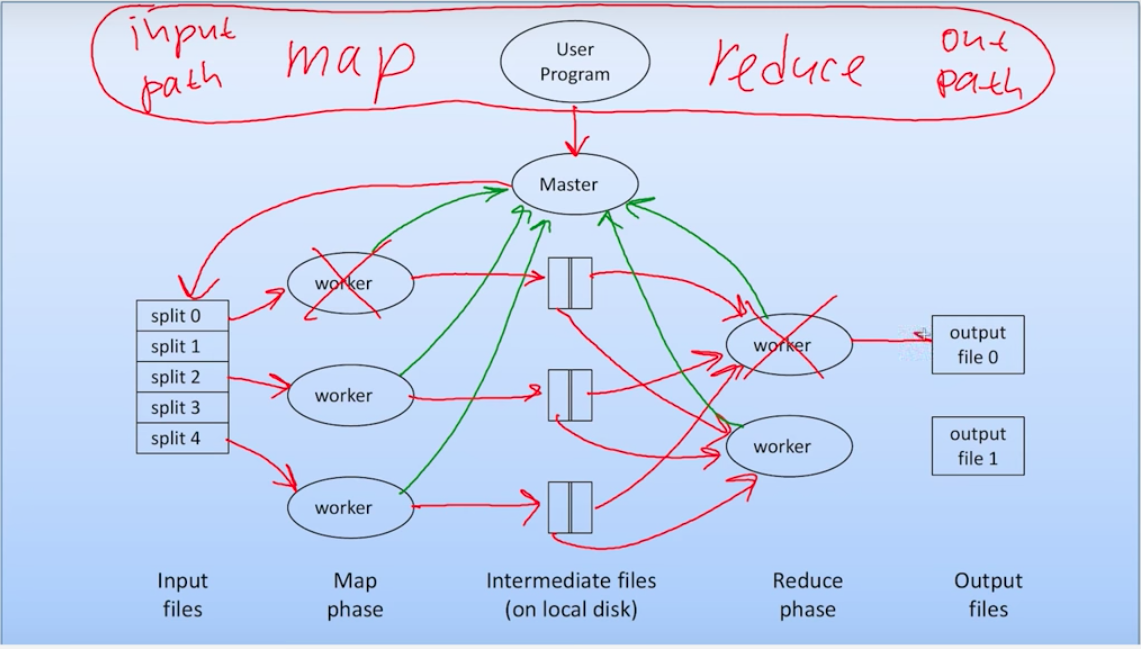 input
path
map
User
Program
reduce
out
path
Master
worker
split 0
split 1
split 2
split 3
split 4
worker
worker
worker
worker
output
file 0
output
file 1
Input
files
Map
phase
Intermediate files
(on local disk)
Reduce
phase
Output
files